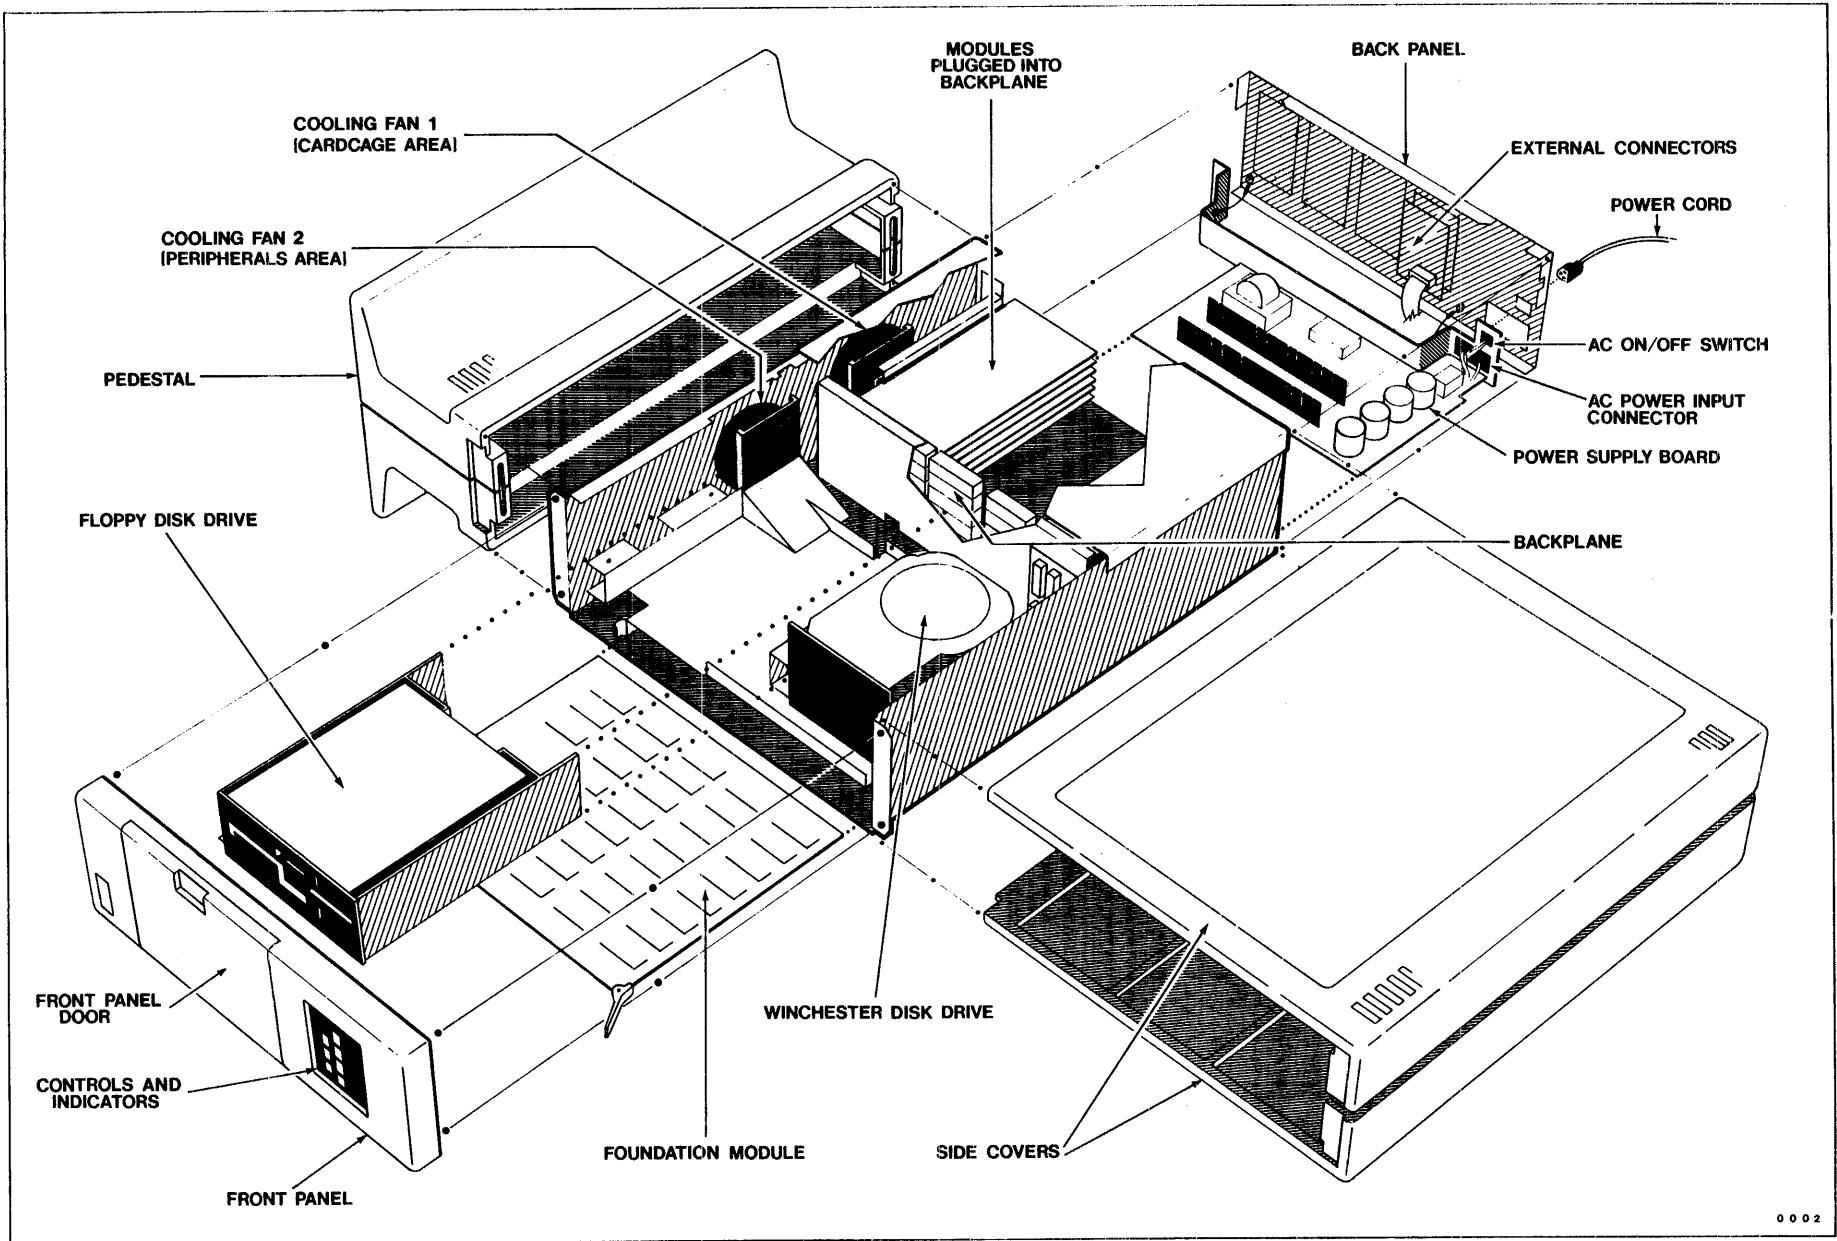 MODULES
PLUGGED INTO
BACKPLANE
BACK PANEL
COOLING FAN 1
(CARDCAGE AREA)
EXTERNAL CONNECTORS
POWER CORD
COOLING FAN 2
(PERIPHERALS AREA)
AC ON/OFF SWITCH
PEDESTAL
AC POWER INPUT
CONNECTOR
POWER SUPPLY BOARD
FLOPPY DISK DRIVE
BACKPLANE
FRONT PANEL
DOOR
WINCHESTER DISK DRIVE
CONTROLS AND
INDICATORS
FOUNDATION MODULE
SIDE COVERS
FRONT PANEL
0002